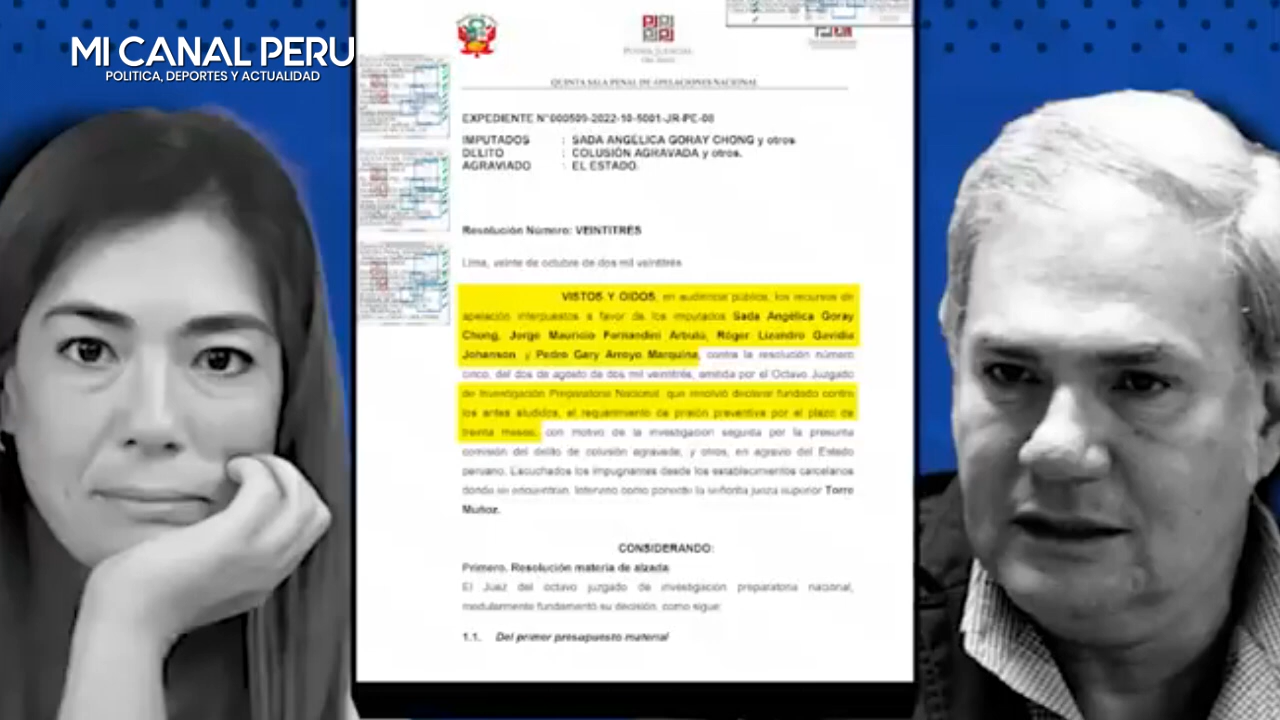 MI CANAL PERU
POLITICA, DEPORTES Y ACTUALIDAD
PODER JUDICIAL
QUINTA SALA PENAL DE APELACIONES NACIONAL
EXPEDIENTE N°000509-2022-10-5001-JR-PE-08
IMPUTADOS : SADA ANGÉLICA GORAY CHONG y otros
DELITO : COLUSIÓN AGRAVADA y otros.
AGRAVIADO : EL ESTADO.
Resolución Número: VEINTITRÉS
Lima, veinte de octubre de dos mil veintitrés
VISTOS Y OIDOS, en audiencia pública, los recursos de
apelación interpuestos a favor de los imputados Sada Angélica Goray
Chong, Jorge Mauricio Fernandini Arbulú, Róger Lizandro Gavidia
Johanson y Pedro Gary Arroyo Marquina, contra la resolución número
cinco, del dos de agosto de dos mil veintitrés, emitida por el Octavo Juzgado
de Investigación Preparatoria Nacional, que resolvió declarar fundado contra
los antes aludidos, el requerimiento de prisión preventiva por el plazo de
treinta meses, con motivo de la investigación seguida por la presunta
comisión del delito de colusión agravada, y otros, en agravio del Estado
peruano. Escuchados los impugnantes desde los establecimientos carcelarios
donde se encuentran. Interviene como ponente la señorita jueza superior Torre
Muñoz.
CONSIDERANDO:
Primero. Resolución materia de alzada
El Juez del octavo juzgado de investigación preparatoria nacional,
medularmente fundamentó su decisión, como sigue:
1.1. Del primer presupuesto material